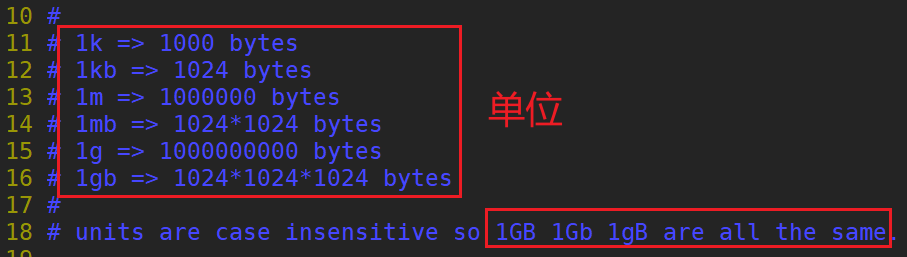 10 #
11 # 1k => 1000 bytes
12 # 1kb => 1024 bytes
13 # 1m => 1000000 bytes
14 # 1mb => 1024*1024 bytes
15 # 1g => 1000000000 bytes
16 # 1gb => 1024*1024*1024 bytes
单位
17 #
18 # units are case insensitive so 1GB 1Gb 1gB are all the same.